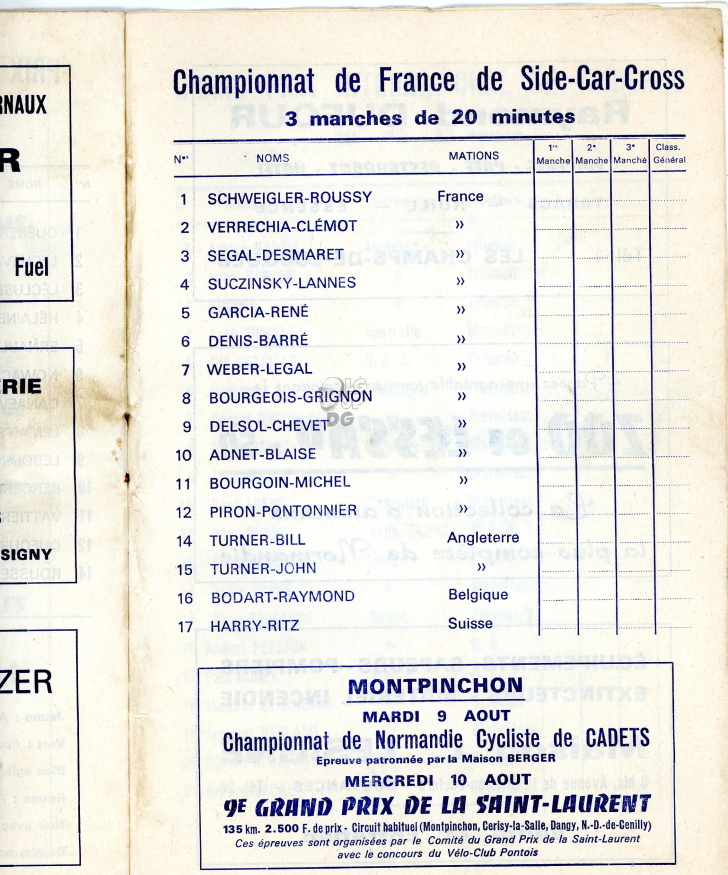 RNAUX
R
Fuel
ERIE
SIGNY
ZER
Championnat de France de Side-Car-Cross
3 manches de 20 minutes
Nos NOMS MATIONS 1re Manche 2e Manche 3e Manche Class. Général
1 SCHWEIGLER-ROUSSY France
2 VERRECHIA-CLÉMOT »
3 SEGAL-DESMARET »
4 SUCZINSKY-LANNES »
5 GARCIA-RENÉ »
6 DENIS-BARRÉ »
7 WEBER-LEGAL »
8 BOURGEOIS-GRIGNON »
9 DELSOL-CHEVET »
10 ADNET-BLAISE »
11 BOURGOIN-MICHEL »
12 PIRON-PONTONNIER »
14 TURNER-BILL Angleterre
15 TURNER-JOHN »
16 BODART-RAYMOND Belgique
17 HARRY-RITZ Suisse
MONTPINCHON
MARDI 9 AOUT
Championnat de Normandie Cycliste de CADETS
Epreuve patronnée par la Maison BERGER
MERCREDI 10 AOUT
9E GRAND PRIX DE LA SAINT-LAURENT
135 km. 2.500 F. de prix - Circuit habituel (Montpinchon, Cerisy-la-Salle, Dangy, N.-D.-de-Cenilly)
Ces épreuves sont organisées par le Comité du Grand Prix de la Saint-Laurent
avec le concours du Vélo-Club Pontois